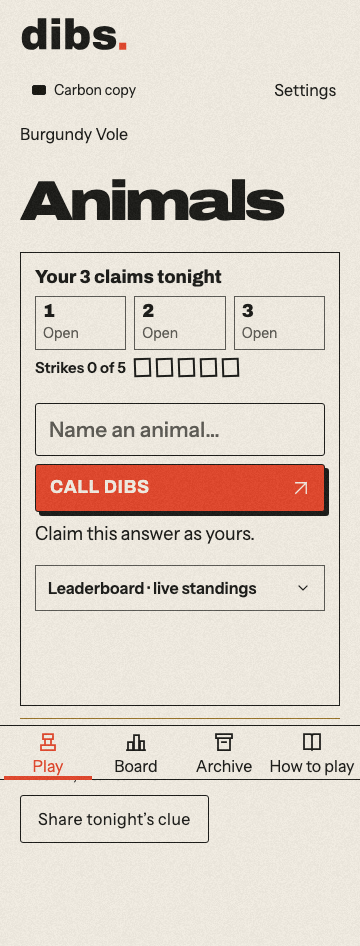 dibs.
Carbon copy
Settings
Burgundy Vole
Animals
Your 3 claims tonight
1
Open
2
Open
3
Open
Strikes 0 of 5
Name an animal...
CALL DIBS
Claim this answer as yours.
Leaderboard · live standings
Play
Board
Archive
How to play
Share tonight's clue